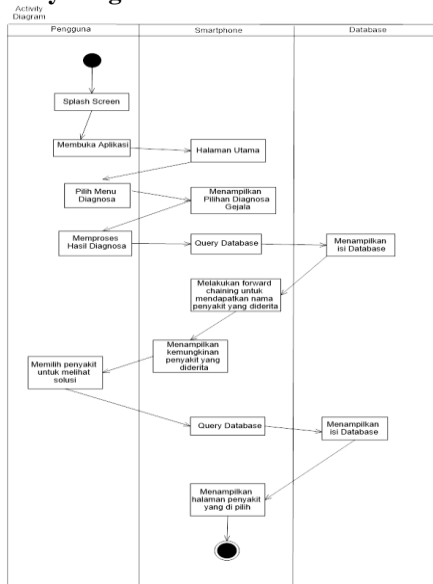 Activity
Diagram
Pengguna
Smartphone
Database
Splash Screen
Membuka Aplikasi
Halaman Utama
Pilih Menu
Diagnosa
Menampilkan
Pilihan Diagnosa
Gejala
Memproses
Hasil Diagnosa
Query Database
Menampilkan
isi Database
Melakukan forward
chaining untuk
mendapatkan nama
penyakit yang diderita
Menampilkan
kemungkinan
penyakit yang
diderita
Memilih penyakit
untuk melihat
solusi
Query Database
Menampilkan
isi Database
Menampilkan
halaman penyakit
yang di pilih